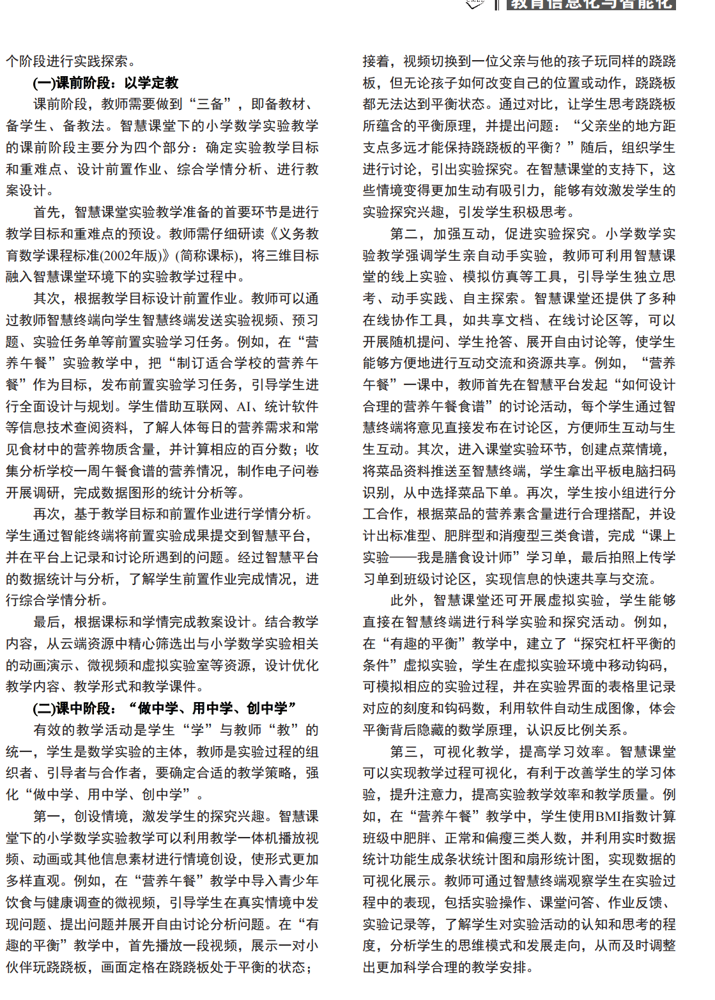 教育信息化与智能化
个阶段进行实践探索。
(一)课前阶段：以学定教
课前阶段，教师需要做到“三备”，即备教材、
备学生、备教法。智慧课堂下的小学数学实验教学
的课前阶段主要分为四个部分：确定实验教学目标
和重难点、设计前置作业、综合学情分析、进行教
案设计。
首先，智慧课堂实验教学准备的首要环节是进行
教学目标和重难点的预设。教师需仔细研读《义务教
育数学课程标准(2002年版)》(简称课标)，将三维目标
融入智慧课堂环境下的实验教学过程中。
其次，根据教学目标设计前置作业。教师可以通
过教师智慧终端向学生智慧终端发送实验视频、预习
题、实验任务单等前置实验学习任务。例如，在“营
养午餐”实验教学中，把“制订适合学校的营养午
餐”作为目标，发布前置实验学习任务，引导学生进
行全面设计与规划。学生借助互联网、AI、统计软件
等信息技术查阅资料，了解人体每日的营养需求和常
见食材中的营养物质含量，并计算相应的百分数；收
集分析学校一周午餐食谱的营养情况，制作电子问卷
开展调研，完成数据图形的统计分析等。
再次，基于教学目标和前置作业进行学情分析。
学生通过智能终端将前置实验成果提交到智慧平台，
并在平台上记录和讨论所遇到的问题。经过智慧平台
的数据统计与分析，了解学生前置作业完成情况，进
行综合学情分析。
最后，根据课标和学情完成教案设计。结合教学
内容，从云端资源中精心筛选出与小学数学实验相关
的动画演示、微视频和虚拟实验室等资源，设计优化
教学内容、教学形式和教学课件。
(二)课中阶段：“做中学、用中学、创中学”
有效的教学活动是学生“学”与教师“教”的
统一，学生是数学实验的主体，教师是实验过程的组
织者、引导者与合作者，要确定合适的教学策略，强
化“做中学、用中学、创中学”。
第一，创设情境，激发学生的探究兴趣。智慧课
堂下的小学数学实验教学可以利用教学一体机播放视
频、动画或其他信息素材进行情境创设，使形式更加
多样直观。例如，在“营养午餐”教学中导入青少年
饮食与健康调查的微视频，引导学生在真实情境中发
现问题、提出问题并展开自由讨论分析问题。在“有
趣的平衡”教学中，首先播放一段视频，展示一对小
伙伴玩跷跷板，画面定格在跷跷板处于平衡的状态；
接着，视频切换到一位父亲与他的孩子玩同样的跷跷
板，但无论孩子如何改变自己的位置或动作，跷跷板
都无法达到平衡状态。通过对比，让学生思考跷跷板
所蕴含的平衡原理，并提出问题：“父亲坐的地方距
支点多远才能保持跷跷板的平衡？”随后，组织学生
进行讨论，引出实验探究。在智慧课堂的支持下，这
些情境变得更加生动有吸引力，能够有效激发学生的
实验探究兴趣，引发学生积极思考。
第二，加强互动，促进实验探究。小学数学实
验教学强调学生亲自动手实验，教师可利用智慧课
堂的线上实验、模拟仿真等工具，引导学生独立思
考、动手实践、自主探索。智慧课堂还提供了多种
在线协作工具，如共享文档、在线讨论区等，可以
开展随机提问、学生抢答、展开自由讨论等，使学生
能够方便地进行互动交流和资源共享。例如，“营养
午餐”一课中，教师首先在智慧平台发起“如何设计
合理的营养午餐食谱”的讨论活动，每个学生通过智
慧终端将意见直接发布在讨论区，方便师生互动与生
生互动。其次，进入课堂实验环节，创建点菜情境，
将菜品资料推送至智慧终端，学生拿出平板电脑扫码
识别，从中选择菜品下单。再次，学生按小组进行分
工合作，根据菜品的营养素含量进行合理搭配，并设
计出标准型、肥胖型和消瘦型三类食谱，完成“课上
实验——我是膳食设计师”学习单，最后拍照上传学
习单到班级讨论区，实现信息的快速共享与交流。
此外，智慧课堂还可开展虚拟实验，学生能够
直接在智慧终端进行科学实验和探究活动。例如，
在“有趣的平衡”教学中，建立了“探究杠杆平衡的
条件”虚拟实验，学生在虚拟实验环境中移动钩码，
可模拟相应的实验过程，并在实验界面的表格里记录
对应的刻度和钩码数，利用软件自动生成图像，体会
平衡背后隐藏的数学原理，认识反比例关系。
第三，可视化教学，提高学习效率。智慧课堂
可以实现教学过程可视化，有利于改善学生的学习体
验，提升注意力，提高实验教学效率和教学质量。例
如，在“营养午餐”教学中，学生使用BMI指数计算
班级中肥胖、正常和偏瘦三类人数，并利用实时数据
统计功能生成条状统计图和扇形统计图，实现数据的
可视化展示。教师可通过智慧终端观察学生在实验过
程中的表现，包括实验操作、课堂问答、作业反馈、
实验记录等，了解学生对实验活动的认知和思考的程
度，分析学生的思维模式和发展走向，从而及时调整
出更加科学合理的教学安排。